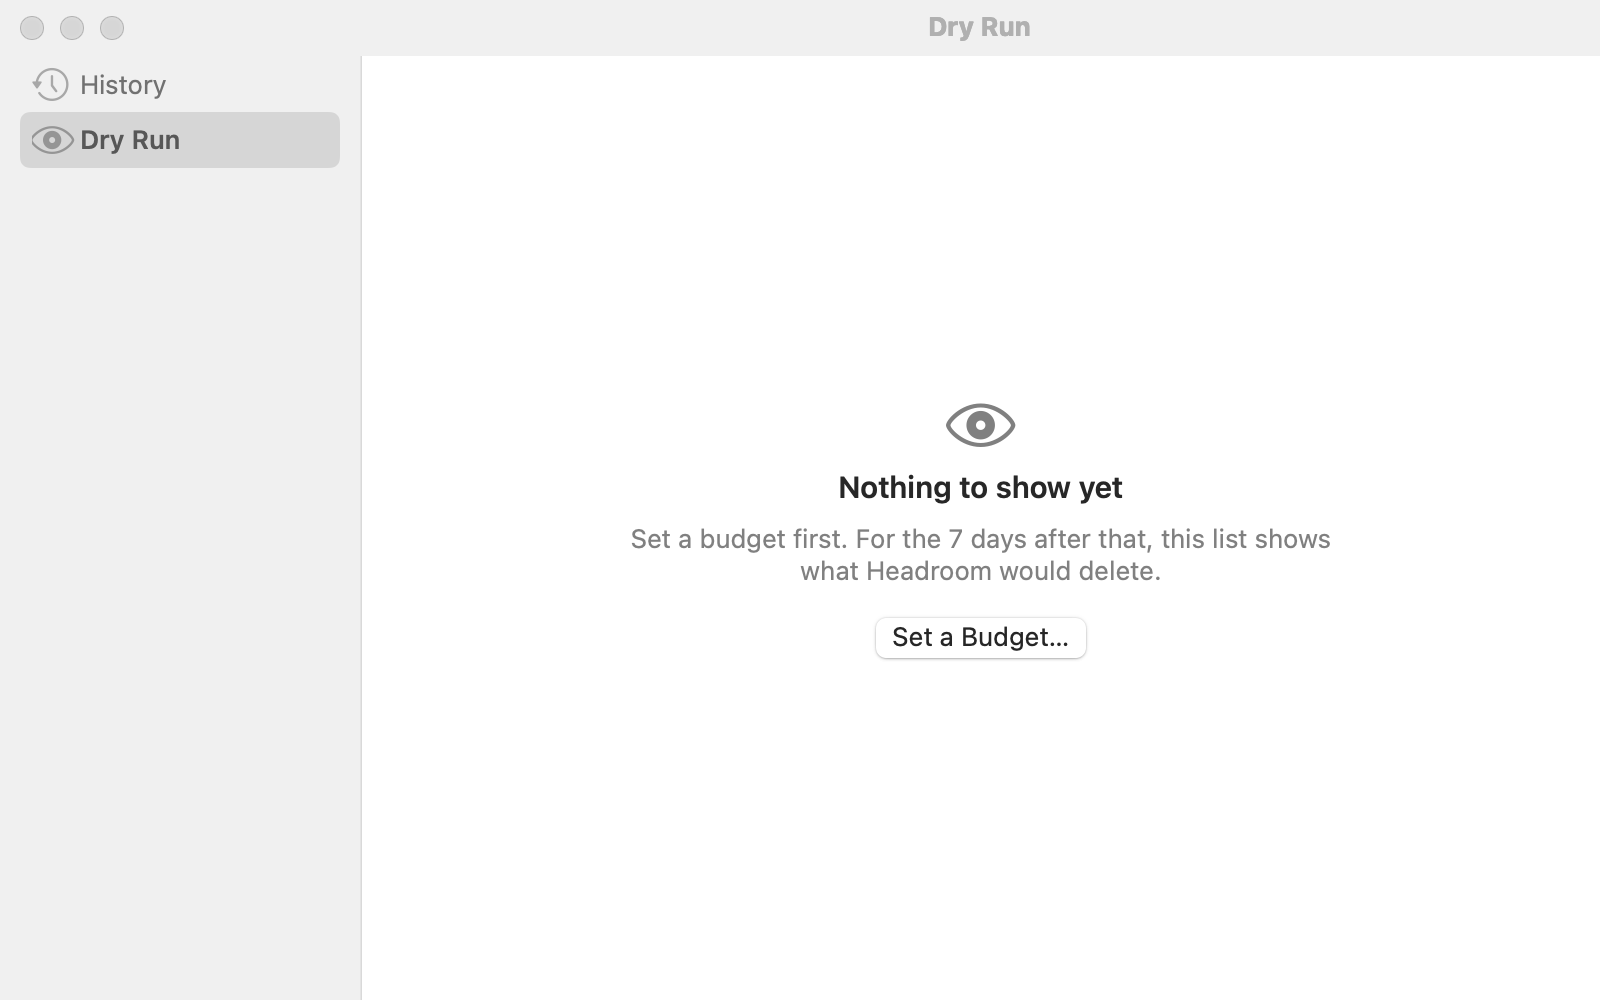 Dry Run
History
Dry Run
Nothing to show yet
Set a budget first. For the 7 days after that, this list shows
what Headroom would delete.
Set a Budget...